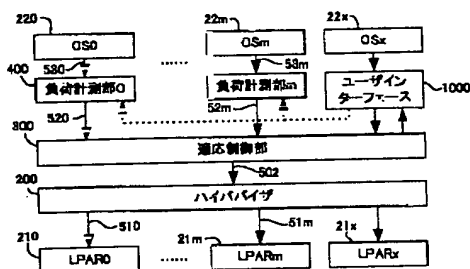 220 22m 22x
OS0 OSm OSx
530 53m
400 負荷計測部0 負荷計測部m ユーザイン
ターフェース 1000
520 52m
300 適応制御部
502
200 ハイパバイザ
510 51m
210 LPAR0 21m LPARm 21x LPARx